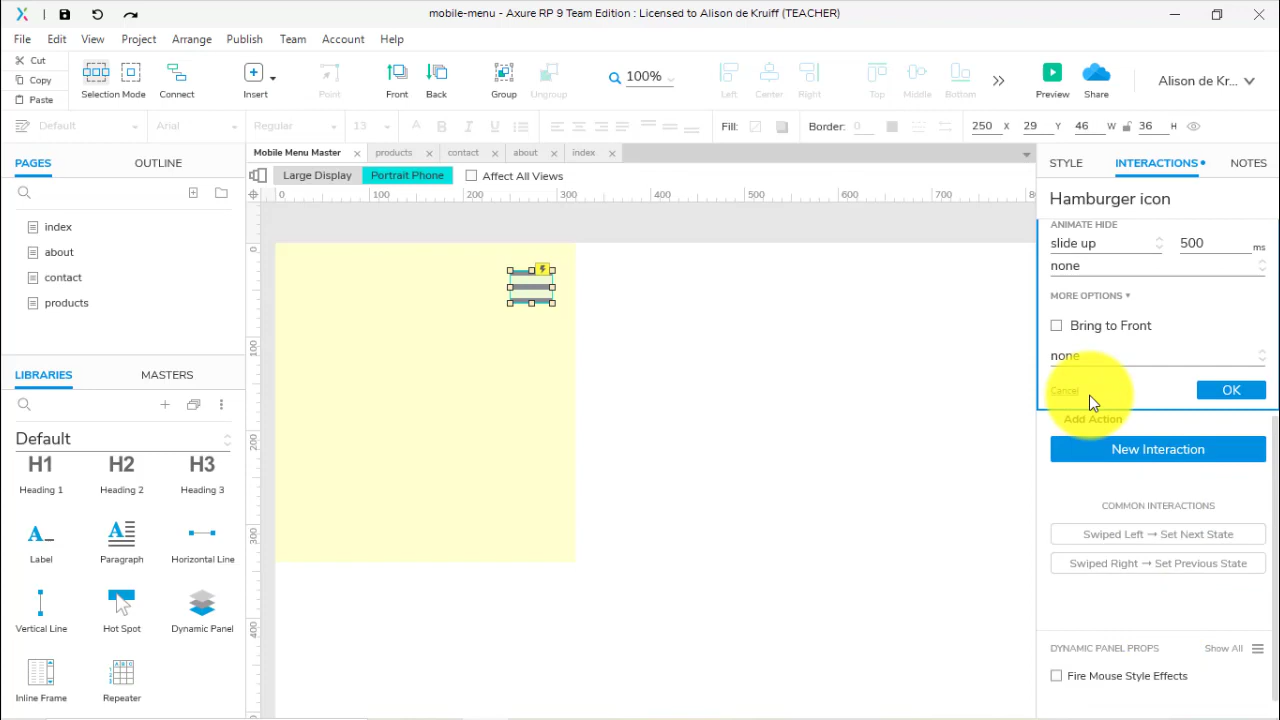 mobile-menu - Axure RP 9 Team Edition : Licensed to Alison de Kruiff (TEACHER)
File Edit View Project Arrange Publish Team Account Help
Cut
Copy
Paste
Selection Mode Connect Insert Point Front Back Group Ungroup 100% Left Center Right Top Middle Bottom Preview Share Alison de Kr...
Default Arial Regular 13 Fill: Border: 0 250 X 29 Y 46 W 36 H
PAGES OUTLINE
index
about
contact
products
LIBRARIES MASTERS
Default
H1 H2 H3
Heading 1 Heading 2 Heading 3
Label Paragraph Horizontal Line
Vertical Line Hot Spot Dynamic Panel
Inline Frame Repeater
Mobile Menu Master products contact about index
Large Display Portrait Phone Affect All Views
0 100 200 300 400 500 600 700 8
0
100
200
300
400
STYLE INTERACTIONS NOTES
Hamburger icon
ANIMATE HIDE
slide up 500 ms
none
MORE OPTIONS
Bring to Front
none
Cancel OK
Add Action
New Interaction
COMMON INTERACTIONS
Swiped Left → Set Next State
Swiped Right → Set Previous State
DYNAMIC PANEL PROPS Show All
Fire Mouse Style Effects